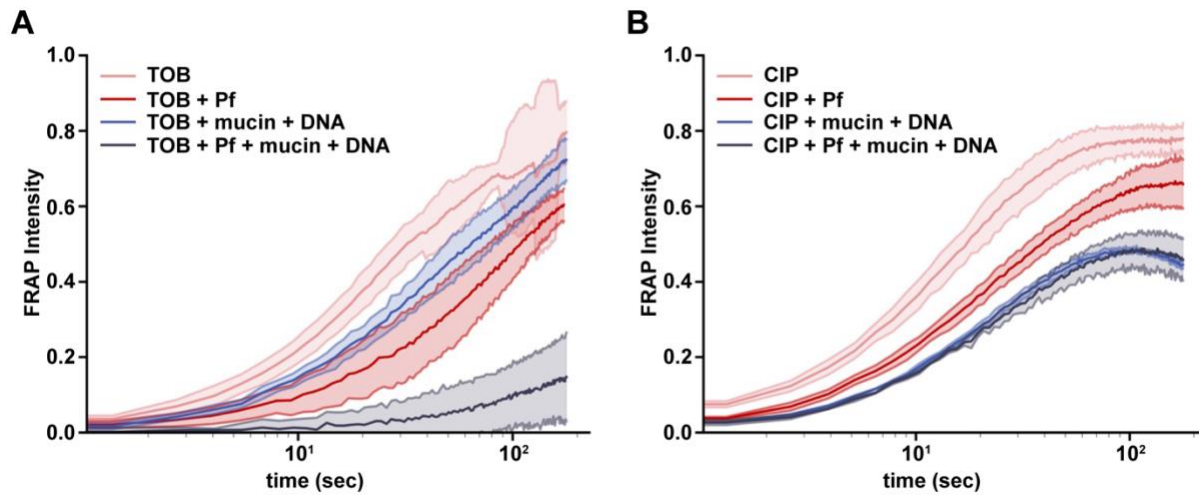 A
FRAP Intensity
1.0
0.8
0.6
0.4
0.2
0.0
TOB
TOB + Pf
TOB + mucin + DNA
TOB + Pf + mucin + DNA
10¹
10²
time (sec)
B
FRAP Intensity
1.0
0.8
0.6
0.4
0.2
0.0
CIP
CIP + Pf
CIP + mucin + DNA
CIP + Pf + mucin + DNA
10¹
10²
time (sec)